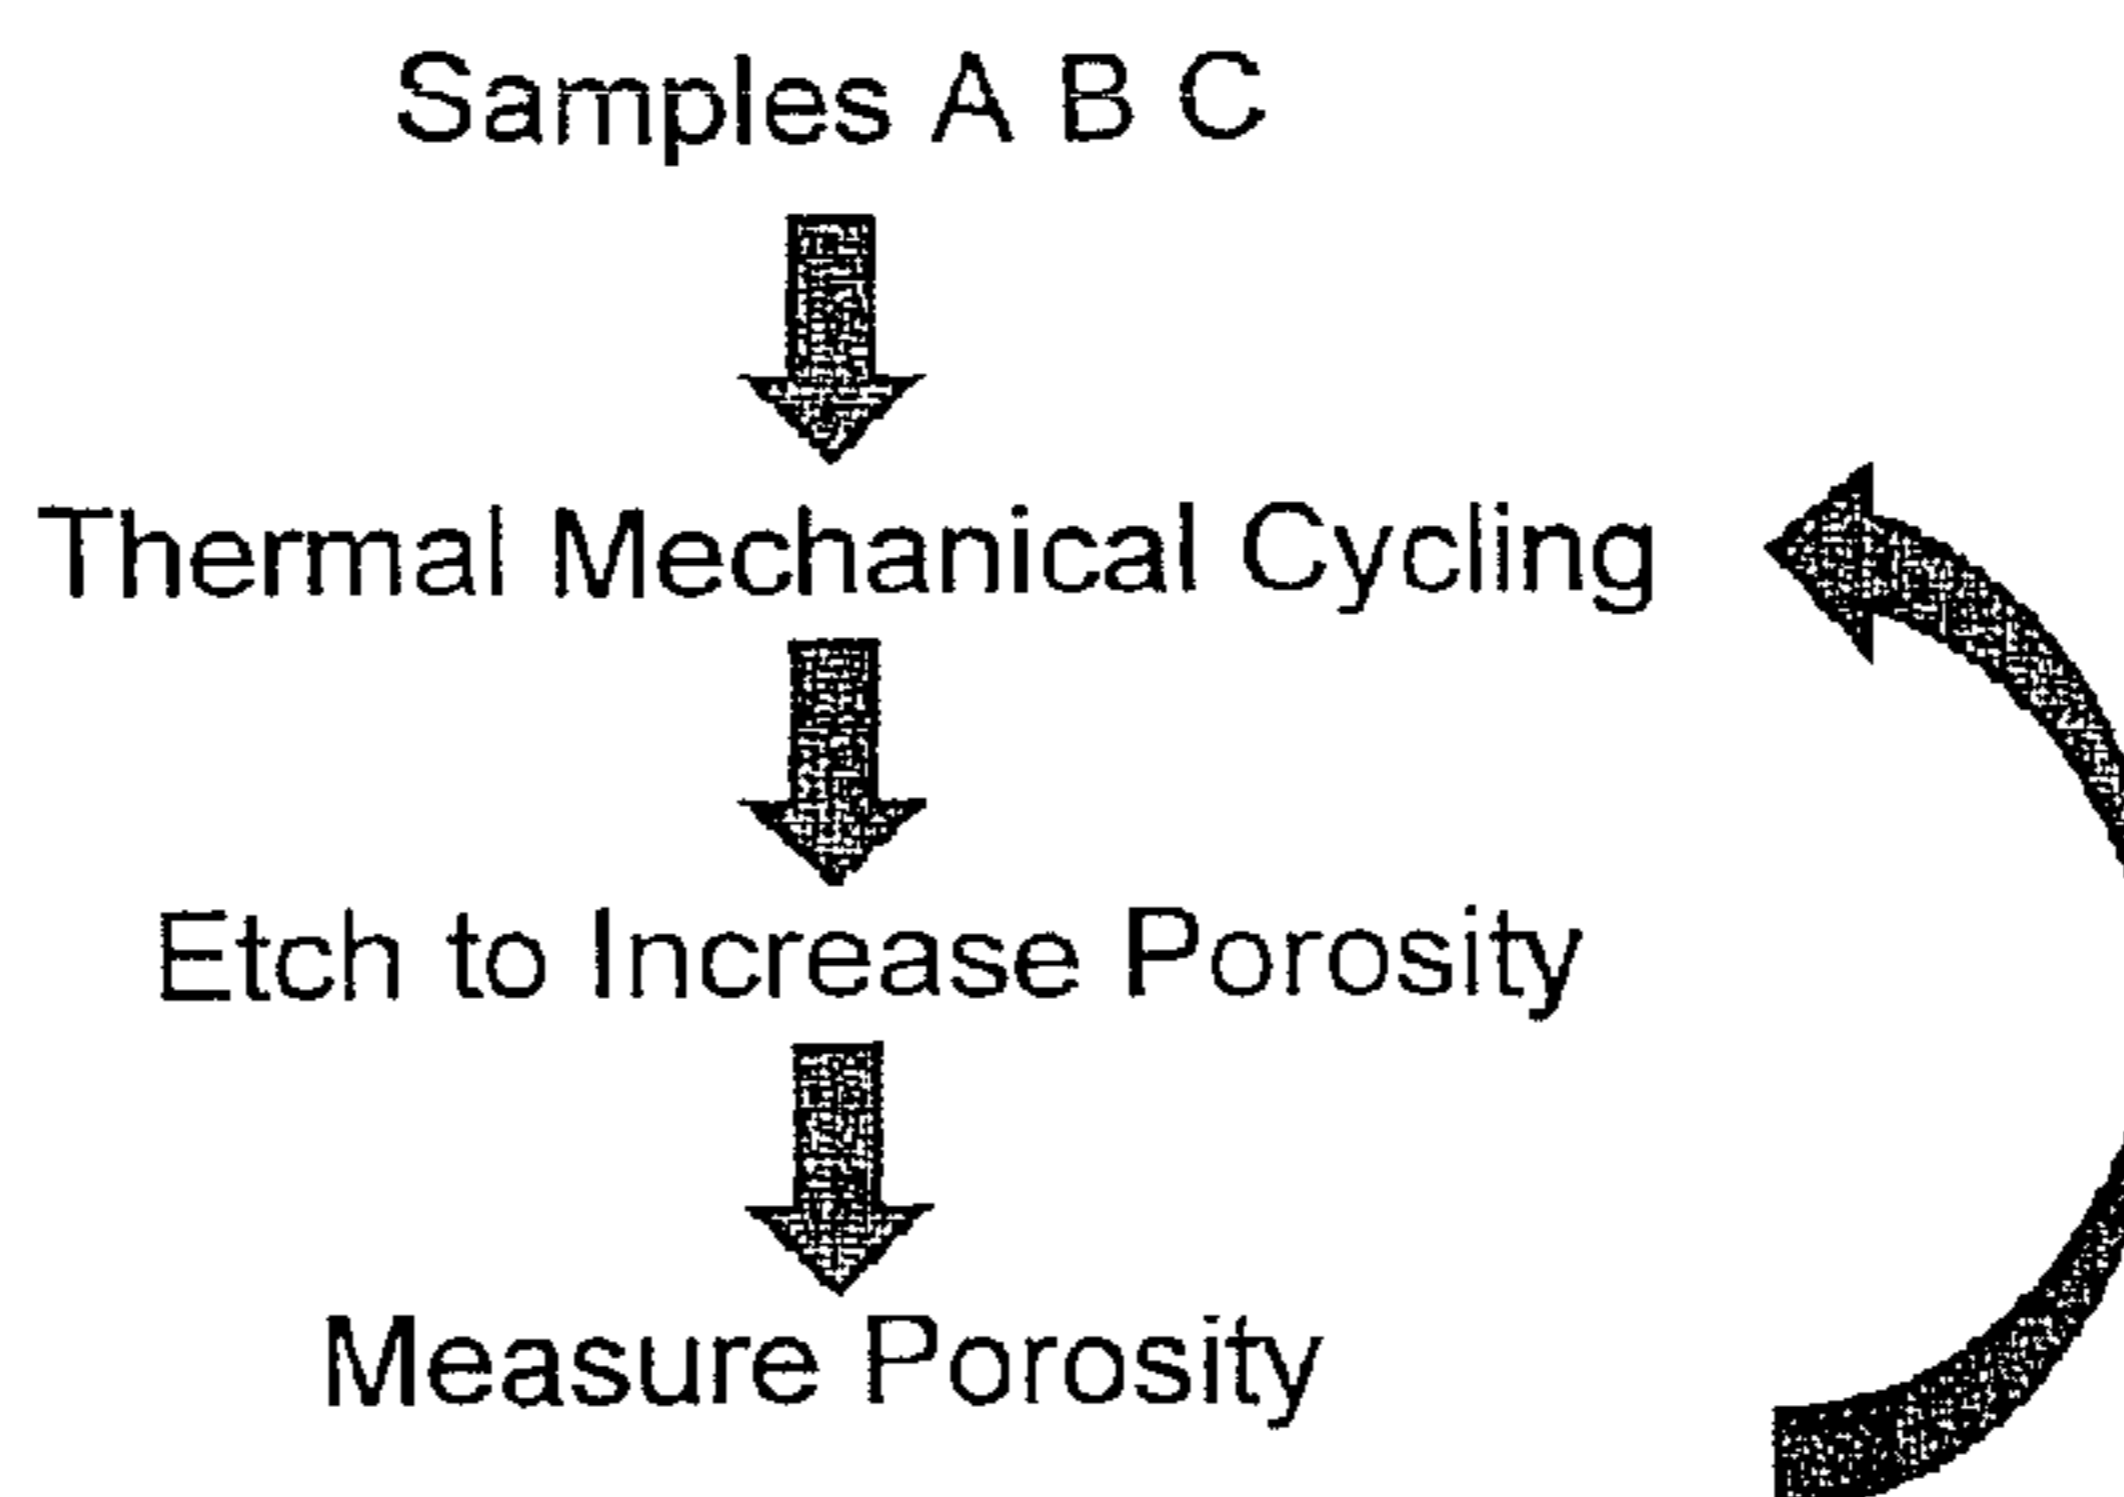 Samples A B C
Thermal Mechanical Cycling
Etch to Increase Porosity
Measure Porosity